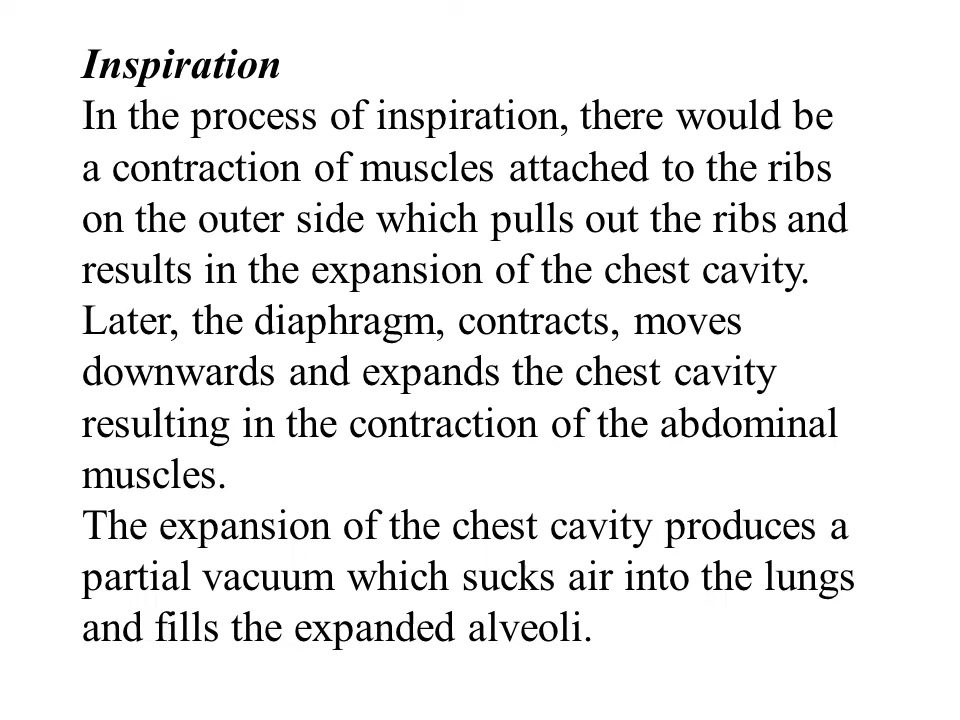 Inspiration
In the process of inspiration, there would be
a contraction of muscles attached to the ribs
on the outer side which pulls out the ribs and
results in the expansion of the chest cavity.
Later, the diaphragm, contracts, moves
downwards and expands the chest cavity
resulting in the contraction of the abdominal
muscles.
The expansion of the chest cavity produces a
partial vacuum which sucks air into the lungs
and fills the expanded alveoli.